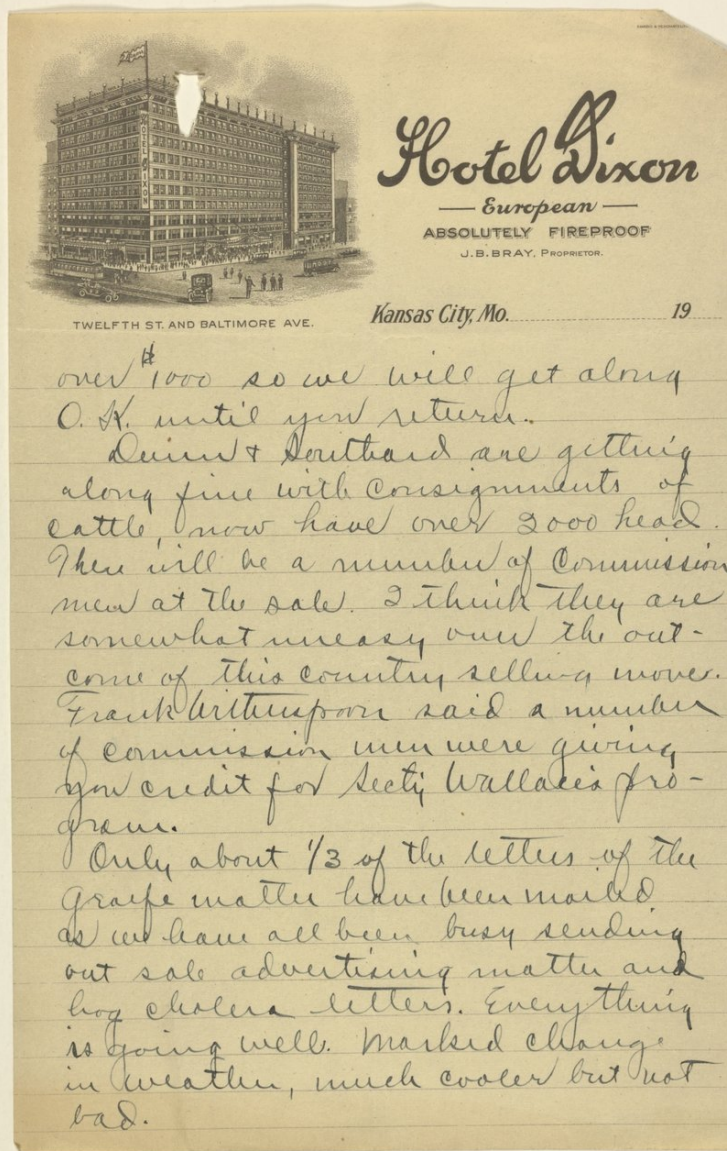 HOTEL DIXON
Hotel Dixon
European
ABSOLUTELY FIREPROOF
J.B. BRAY, PROPRIETOR.
TWELFTH ST. AND BALTIMORE AVE.
Kansas City, Mo. 19
over $1000 so we will get along
O.K. until you return.
Quinn & Southard are getting
along fine with consignments of
cattle, now have over 2000 head.
There will be a number of Commission
men at the sale. I think they are
somewhat uneasy over the out-
come of this country selling move.
Frank Witherspoon said a number
of commission men were giving
you credit for Secty Wallace's pro-
gram.
Only about 1/3 of the letters of the
matter have been mailed
as we have all been busy sending
out sale advertising matter and
hog cholera letters. Everything
is going well. Marked change
in weather, much cooler but not
bad.